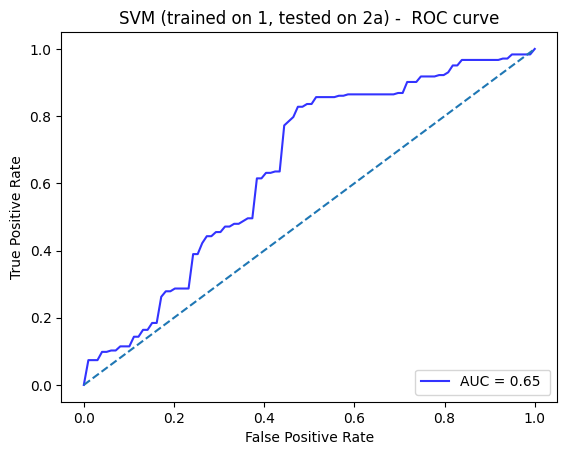 SVM (trained on 1, tested on 2a) -  ROC curve
True Positive Rate
1.0
0.8
0.6
0.4
0.2
0.0
AUC = 0.65
0.0 0.2 0.4 0.6 0.8 1.0
False Positive Rate